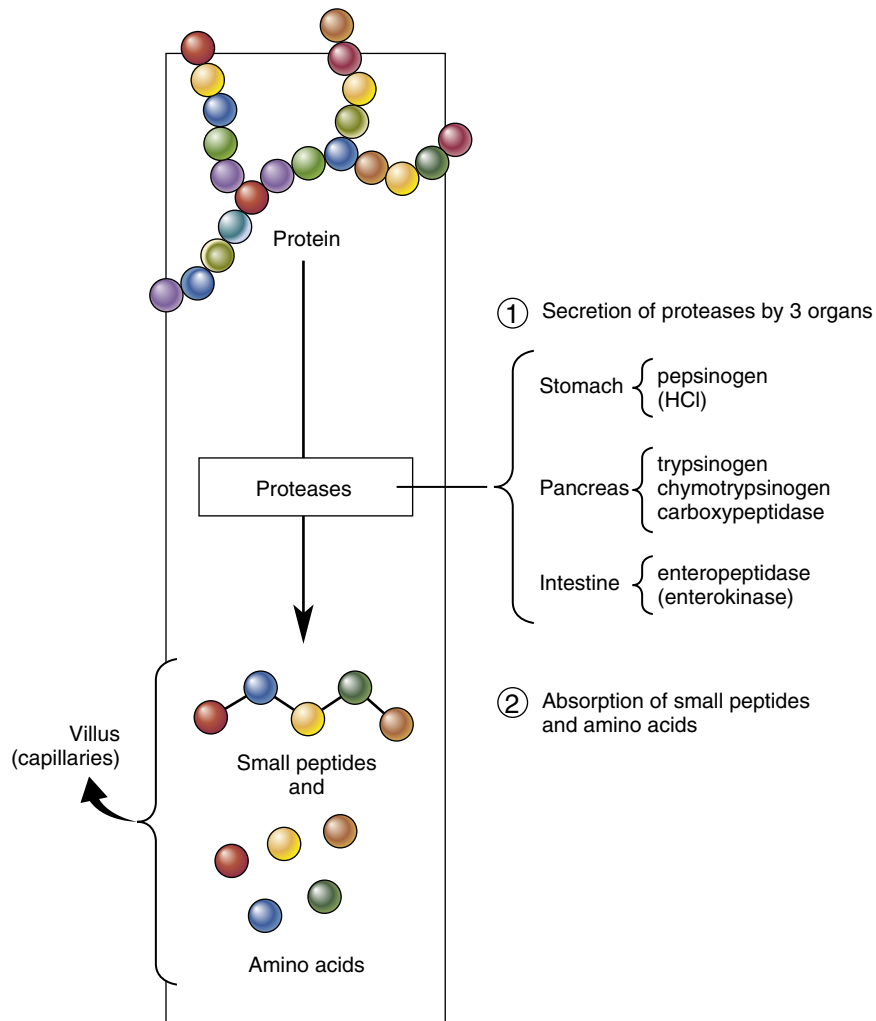 Protein
① Secretion of proteases by 3 organs
Stomach
pepsinogen
(HCl)
Proteases
Pancreas
trypsinogen
chymotrypsinogen
carboxypeptidase
Intestine
enteropeptidase
(enterokinase)
② Absorption of small peptides
and amino acids
Villus
(capillaries)
Small peptides
and
Amino acids